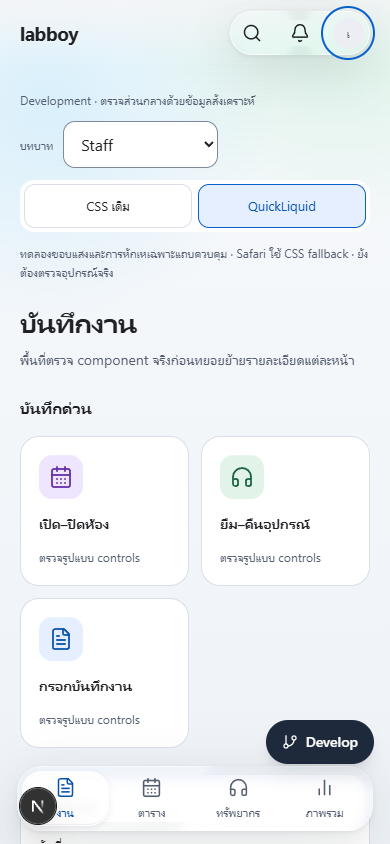 labboy
Development · ตรวจส่วนกลางด้วยข้อมูลสังเคราะห์
บทบาท
Staff
CSS เดิม
QuickLiquid
ทดลองขอบแสงและการหักเหเฉพาะแถบควบคุม · Safari ใช้ CSS fallback · ยัง
ต้องตรวจอุปกรณ์จริง
บันทึกงาน
พื้นที่ตรวจ component จริงก่อนทยอยย้ายรายละเอียดแต่ละหน้า
บันทึกด่วน
เปิด–ปิดห้อง
ตรวจรูปแบบ controls
ยืม–คืนอุปกรณ์
ตรวจรูปแบบ controls
กรอกบันทึกงาน
ตรวจรูปแบบ controls
Develop
N
งาน
ตาราง
ทรัพยากร
ภาพรวม